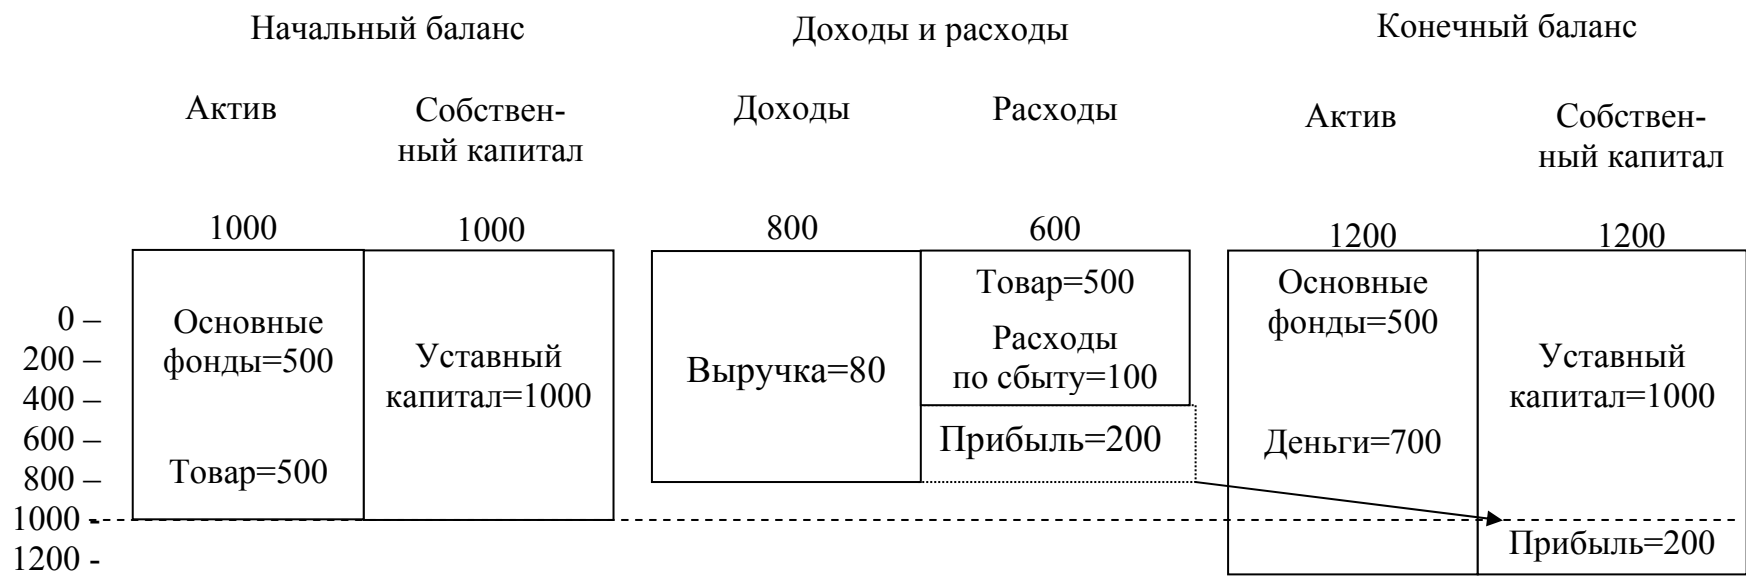 Начальный баланс
Доходы и расходы
Конечный баланс
Актив
Собствен-
ный капитал
Доходы
Расходы
Актив
Собствен-
ный капитал
1000
1000
800
600
1200
1200
0 –
200 –
400 –
600 –
800 –
1000 -
1200 -
Основные
фонды=500
Товар=500
Уставный
капитал=1000
Выручка=80
Товар=500
Расходы
по сбыту=100
Прибыль=200
Основные
фонды=500
Деньги=700
Уставный
капитал=1000
Прибыль=200